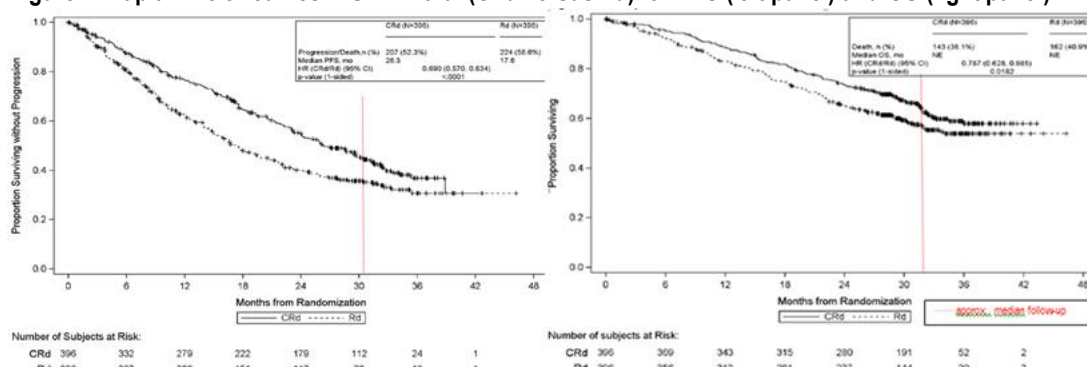 Proportion Surviving without Progression
1.0
0.8
0.6
0.4
0.2
0.0
CRd (N=396) Rd (N=396)
Progression/Death,n (%) 207 (52.3%) 224 (56.6%)
Median PFS, mo 26.3 17.6
HR (CRd/Rd) (95% CI) 0.690 (0.570, 0.834)
p-value (1-sided) <.0001
0 6 12 18 24 30 36 42 48
Months from Randomization
CRd Rd
Number of Subjects at Risk:
CRd 396 332 279 222 179 112 24 1
Proportion Surviving
1.0
0.8
0.6
0.4
0.2
0.0
CRd (N=396) Rd (N=396)
Death, n (%) 143 (36.1%) 162 (40.9%
Median OS, mo NE NE
HR (CRd/Rd) (95% CI) 0.787 (0.628, 0.985)
p-value (1-sided) 0.0182
0 6 12 18 24 30 36 42 48
Months from Randomization
CRd Rd
approx. median follow-up
Number of subjects at Risk:
CRd 396 343 315 280 191 52 2